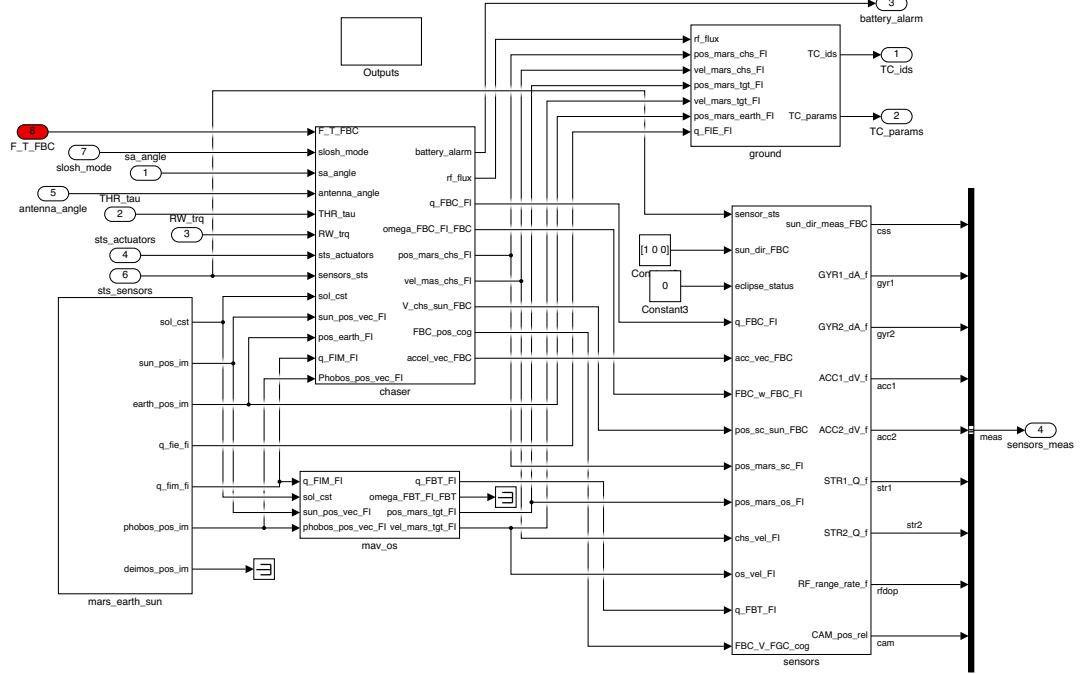 3
battery_alarm
Outputs
rf_flux
pos_mars_chs_FI
vel_mars_chs_FI
pos_mars_tgt_FI
vel_mars_tgt_FI
pos_mars_earth_FI
q_FIE_FI
TC_ids
TC_params
ground
1
TC_ids
2
TC_params
8
F_T_FBC
7
slosh_mode
sa_angle
1
5
antenna_angle
THR_tau
2
RW_trq
3
sts_actuators
4
6
sts_sensors
F_T_FBC
slosh_mode
sa_angle
antenna_angle
THR_tau
RW_trq
sts_actuators
sensors_sts
sol_cst
sun_pos_vec_FI
pos_earth_FI
q_FIM_FI
Phobos_pos_vec_FI
battery_alarm
rf_flux
q_FBC_FI
omega_FBC_FI_FBC
pos_mars_chs_FI
vel_mas_chs_FI
V_chs_sun_FBC
FBC_pos_cog
accel_vec_FBC
chaser
sol_cst
sun_pos_im
earth_pos_im
q_fie_fi
q_fim_fi
phobos_pos_im
deimos_pos_im
mars_earth_sun
q_FIM_FI
sol_cst
sun_pos_vec_FI
phobos_pos_vec_FI
q_FBT_FI
omega_FBT_FI_FBT
pos_mars_tgt_FI
vel_mars_tgt_FI
mav_os
[1 0 0]
0
Constant3
sensor_sts
sun_dir_FBC
eclipse_status
q_FBC_FI
acc_vec_FBC
FBC_w_FBC_FI
pos_sc_sun_FBC
pos_mars_sc_FI
pos_mars_os_FI
chs_vel_FI
os_vel_FI
q_FBT_FI
FBC_V_FGC_cog
sun_dir_meas_FBC
GYR1_dA_f
GYR2_dA_f
ACC1_dV_f
ACC2_dV_f
STR1_Q_f
STR2_Q_f
RF_range_rate_f
CAM_pos_rel
sensors
css
gyr1
gyr2
acc1
acc2
str1
str2
rfdop
cam
meas
4
sensors_meas